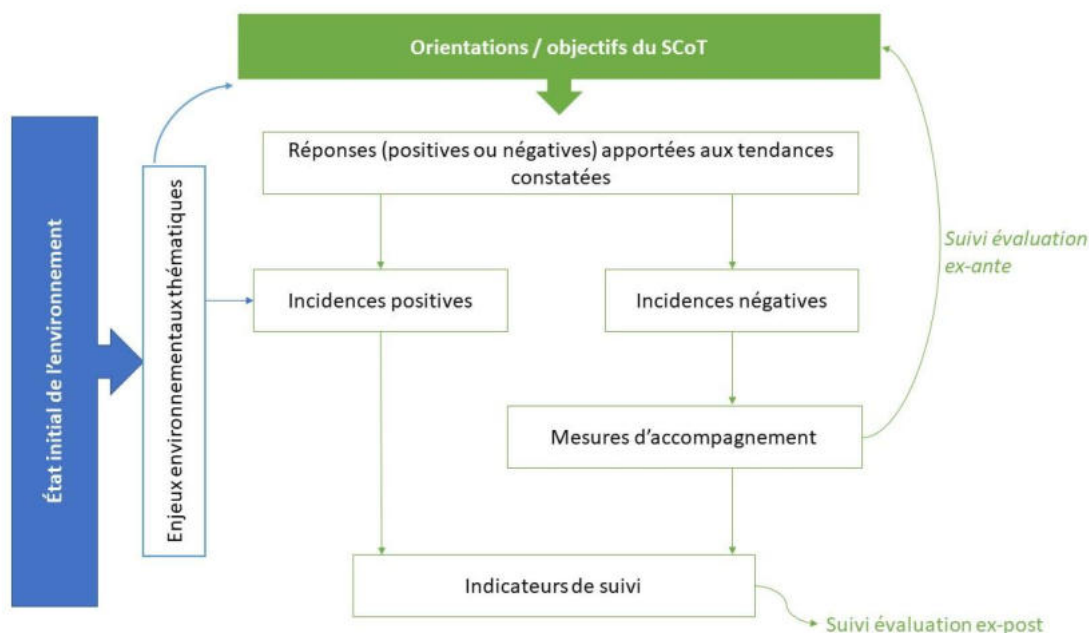 Orientations / objectifs du SCoT
Réponses (positives ou négatives) apportées aux tendances
constatées
État initial de l'environnement
Enjeux environnementaux thématiques
Incidences positives
Incidences négatives
Suivi évaluation
ex-ante
Mesures d'accompagnement
Indicateurs de suivi
Suivi évaluation ex-post